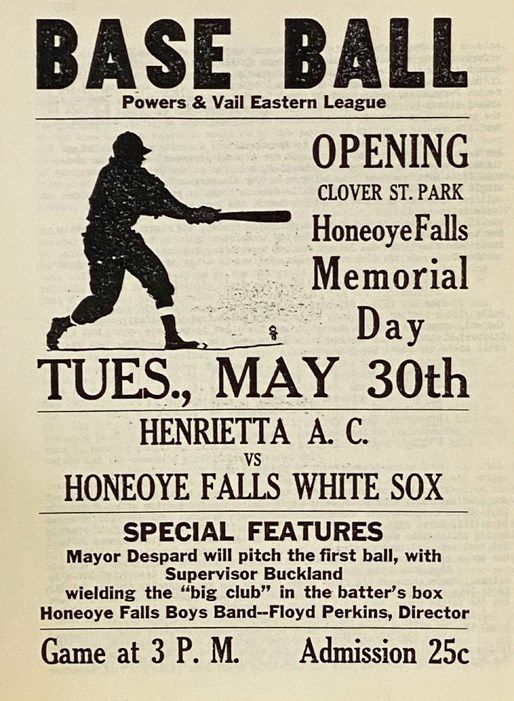 BASE BALL
Powers & Vail Eastern League
OPENING
CLOVER ST. PARK
Honeoye Falls
Memorial
Day
TUES., MAY 30th
HENRIETTA A. C.
VS
HONEOYE FALLS WHITE SOX
SPECIAL FEATURES
Mayor Despard will pitch the first ball, with
Supervisor Buckland
wielding the "big club" in the batter's box
Honeoye Falls Boys Band--Floyd Perkins, Director
Game at 3 P. M. Admission 25c